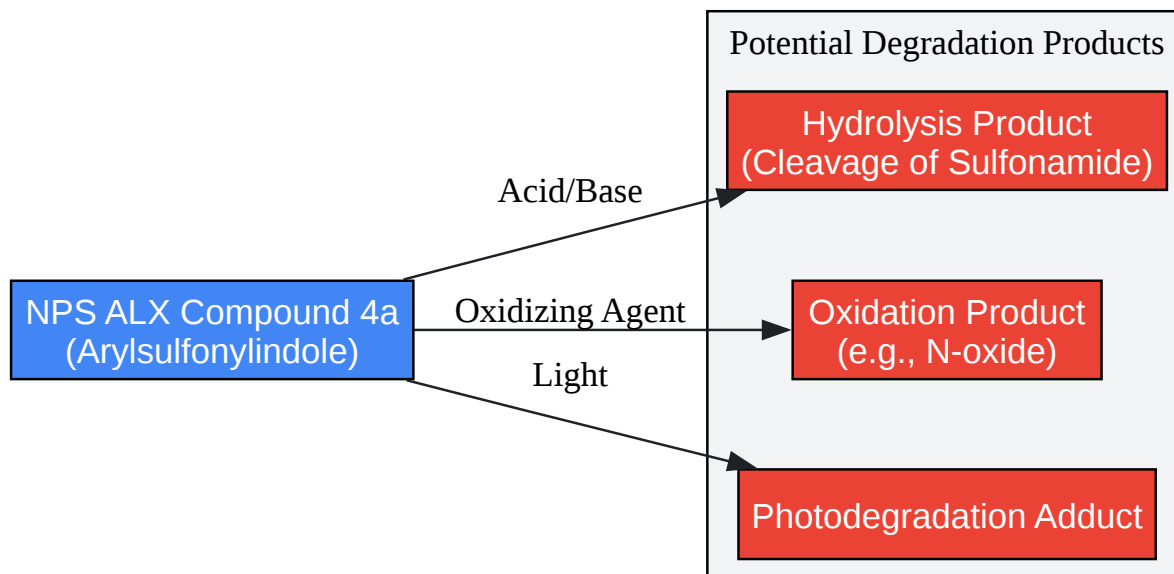 Potential Degradation Products
Hydrolysis Product
(Cleavage of Sulfonamide)
Acid/Base
NPS ALX Compound 4a
(Arylsulfonylindole)
Oxidizing Agent
Oxidation Product
(e.g., N-oxide)
Light
Photodegradation Adduct